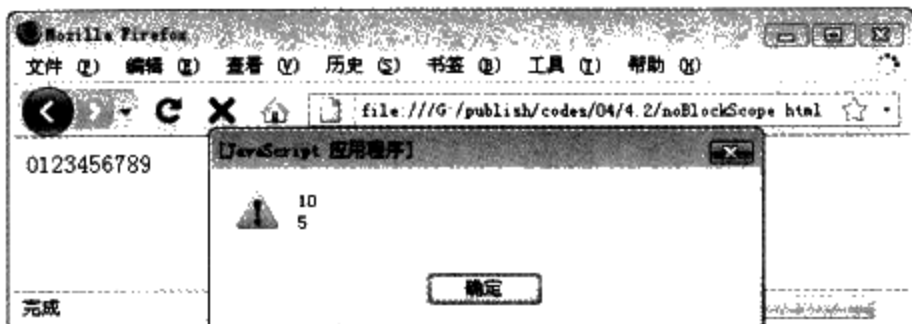 Mozilla Firefox
文件 (F) 编辑 (E) 查看 (V) 历史 (S) 书签 (B) 工具 (T) 帮助 (H)
file:///G:/publish/codes/04/4.2/noBlockScope.html
0123456789
[JavaScript 应用程序]
10
5
确定
完成